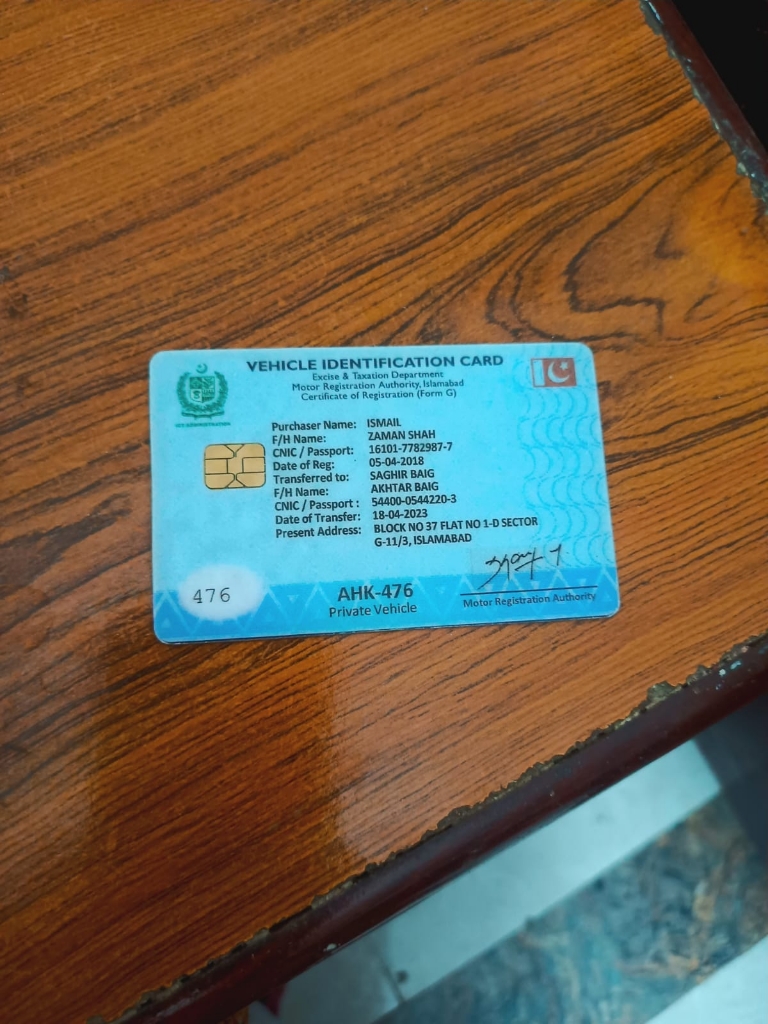 VEHICLE IDENTIFICATION CARD
Excise & Taxation Department
Motor Registration Authority, Islamabad
Certificate of Registration (Form G)
ICT ADMINISTRATION
Purchaser Name: ISMAIL
F/H Name: ZAMAN SHAH
CNIC / Passport: 16101-7782987-7
Date of Reg: 05-04-2018
Transferred to: SAGHIR BAIG
F/H Name: AKHTAR BAIG
CNIC / Passport : 54400-0544220-3
Date of Transfer: 18-04-2023
Present Address: BLOCK NO 37 FLAT NO 1-D SECTOR
G-11/3, ISLAMABAD
476
AHK-476
Private Vehicle
Motor Registration Authority